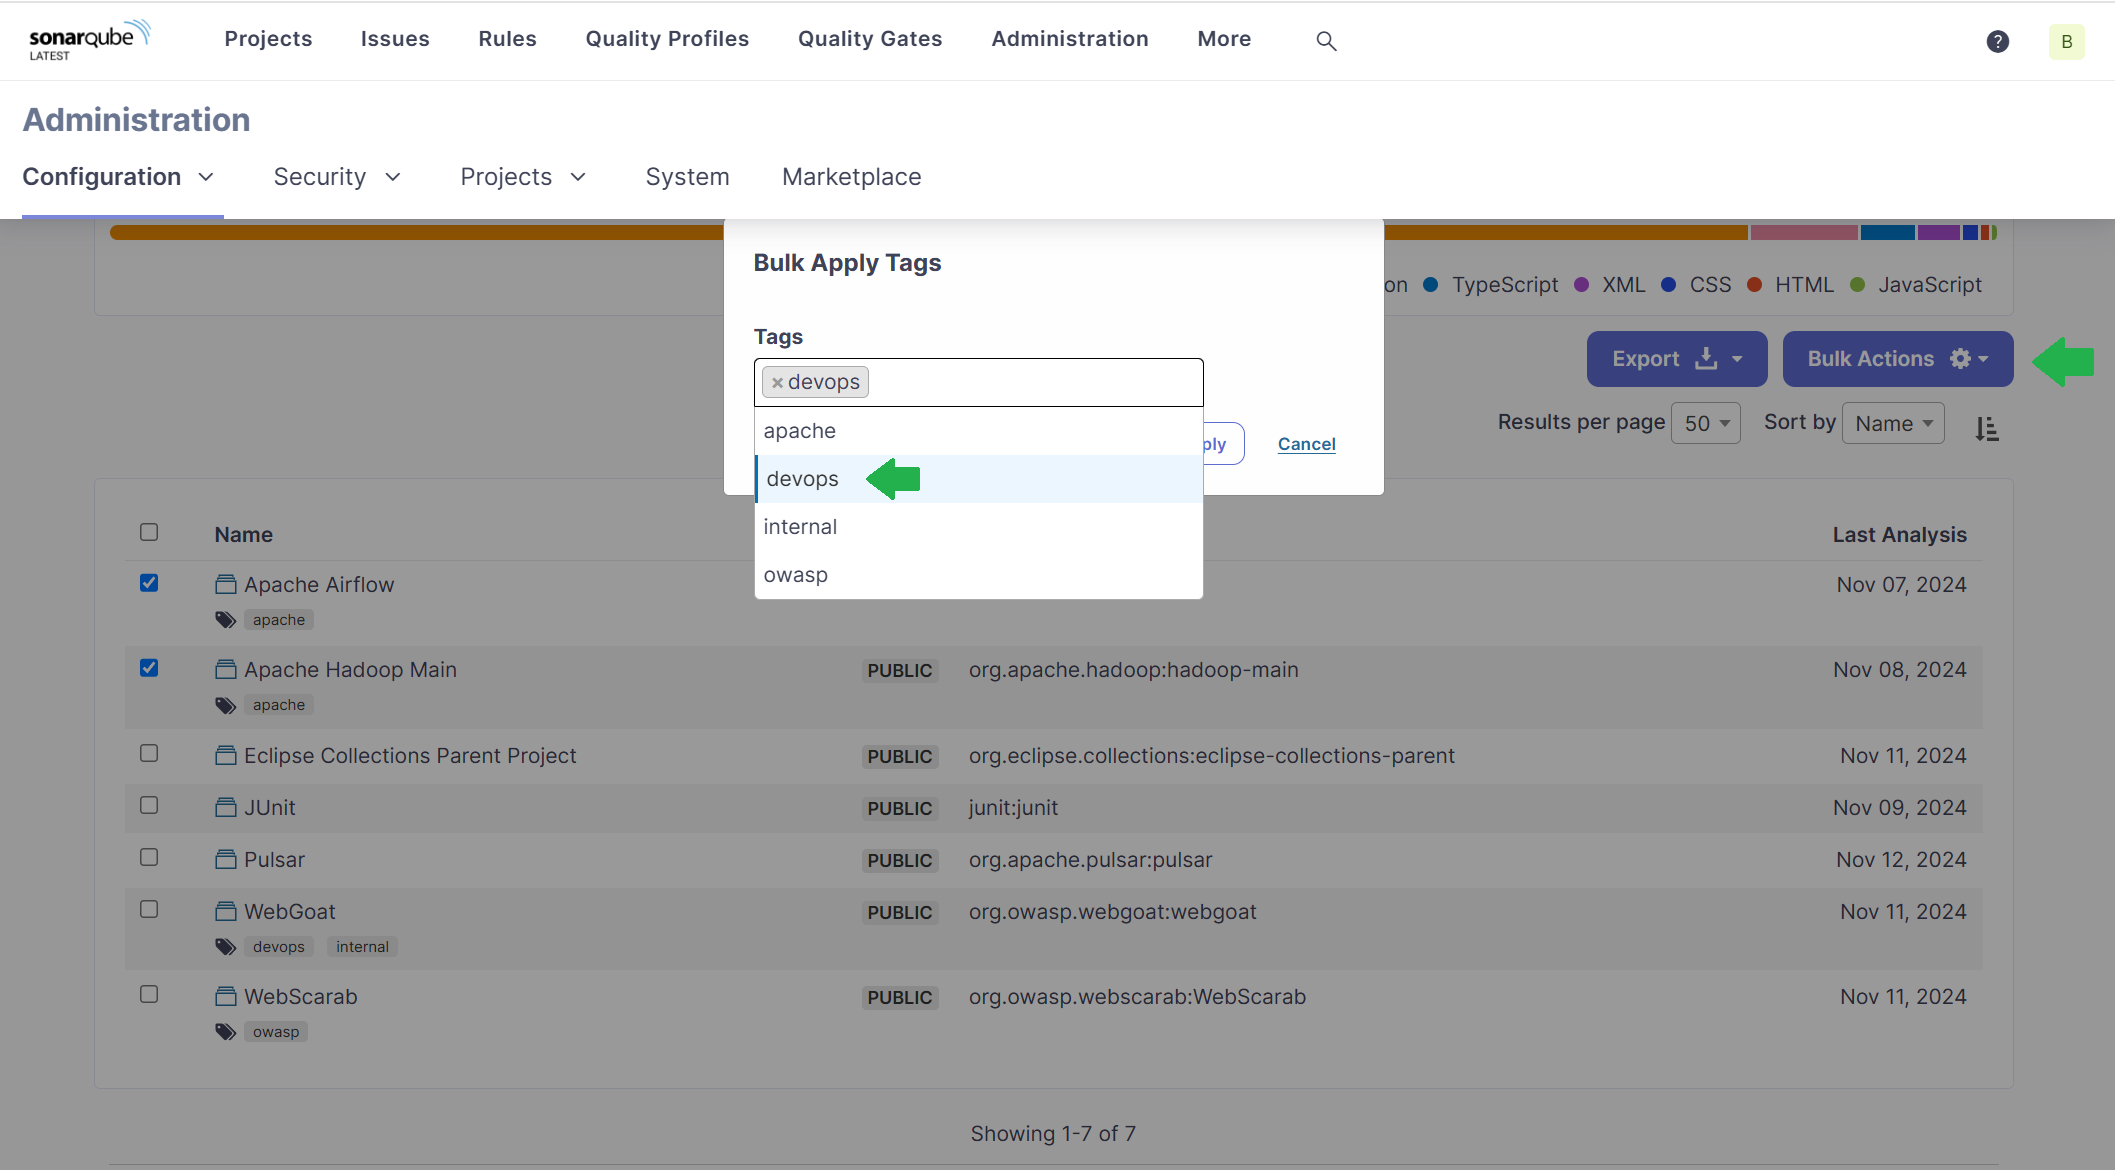 sonarqube
LATEST
Projects Issues Rules Quality Profiles Quality Gates Administration More
? B
Administration
Configuration Security Projects System Marketplace
Bulk Apply Tags
on TypeScript XML CSS HTML JavaScript
Tags
Export Bulk Actions
× devops
Results per page 50 Sort by Name
apache
ply Cancel
devops
internal
owasp
Name Last Analysis
Apache Airflow Nov 07, 2024
apache
Apache Hadoop Main PUBLIC org.apache.hadoop:hadoop-main Nov 08, 2024
apache
Eclipse Collections Parent Project PUBLIC org.eclipse.collections:eclipse-collections-parent Nov 11, 2024
JUnit PUBLIC junit:junit Nov 09, 2024
Pulsar PUBLIC org.apache.pulsar:pulsar Nov 12, 2024
WebGoat PUBLIC org.owasp.webgoat:webgoat Nov 11, 2024
devops internal
WebScarab PUBLIC org.owasp.webscarab:WebScarab Nov 11, 2024
owasp
Showing 1-7 of 7